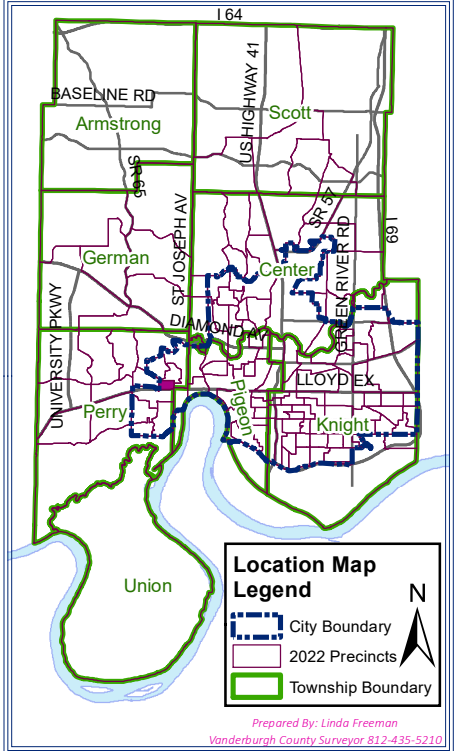 I 64
BASELINE RD
US HIGHWAY 41
Scott
Armstrong
SR 65
ST JOSEPH AV
SR 57
I 69
German
Center
GREEN RIVER RD
UNIVERSITY PKWY
DIAMOND AV
LLOYD EX
Perry
Pigeon
Knight
Union
Location Map
Legend
City Boundary
2022 Precincts
Township Boundary
N
Prepared By: Linda Freeman
Vanderburgh County Surveyor 812-435-5210